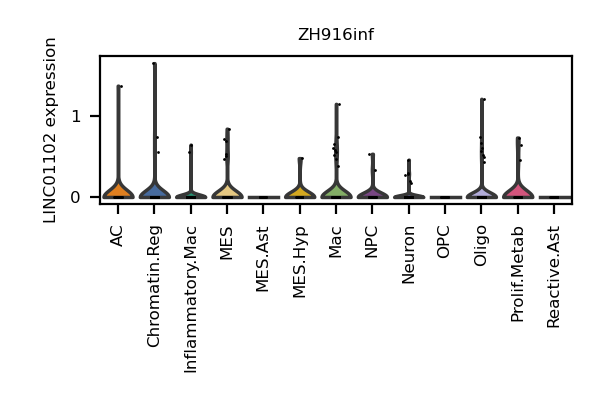 ZH916inf
LINC01102 expression
1
0
AC
Chromatin.Reg
Inflammatory.Mac
MES
MES.Ast
MES.Hyp
Mac
NPC
Neuron
OPC
Oligo
Prolif.Metab
Reactive.Ast